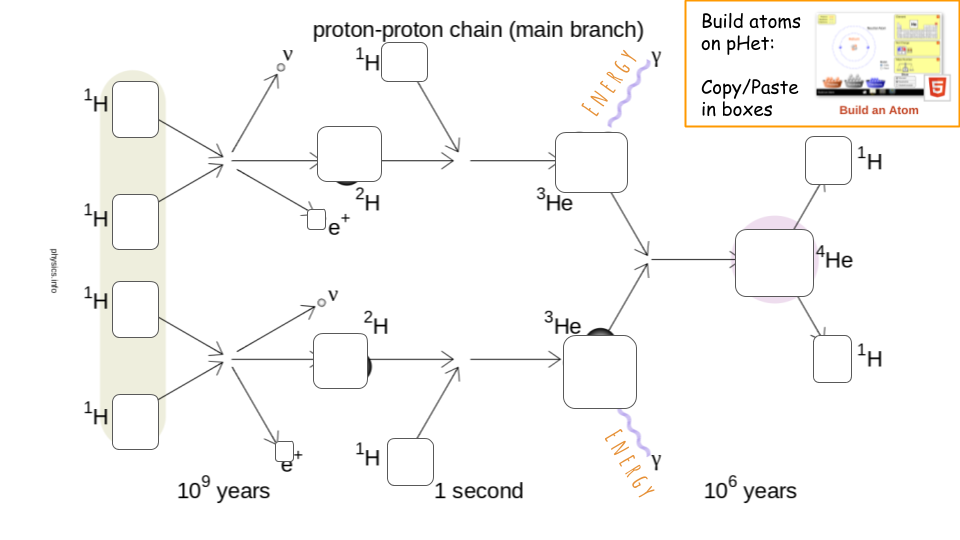 proton-proton chain (main branch)
Build atoms
on pHet:
Copy/Paste
in boxes
Build an Atom
5
¹H
¹H
¹H
¹H
ν
¹H
²H
e⁺
ENERGY
γ
³He
¹H
⁴He
¹H
ν
²H
e⁺
¹H
³He
ENERGY
γ
10⁹ years
1 second
10⁶ years
physics.info